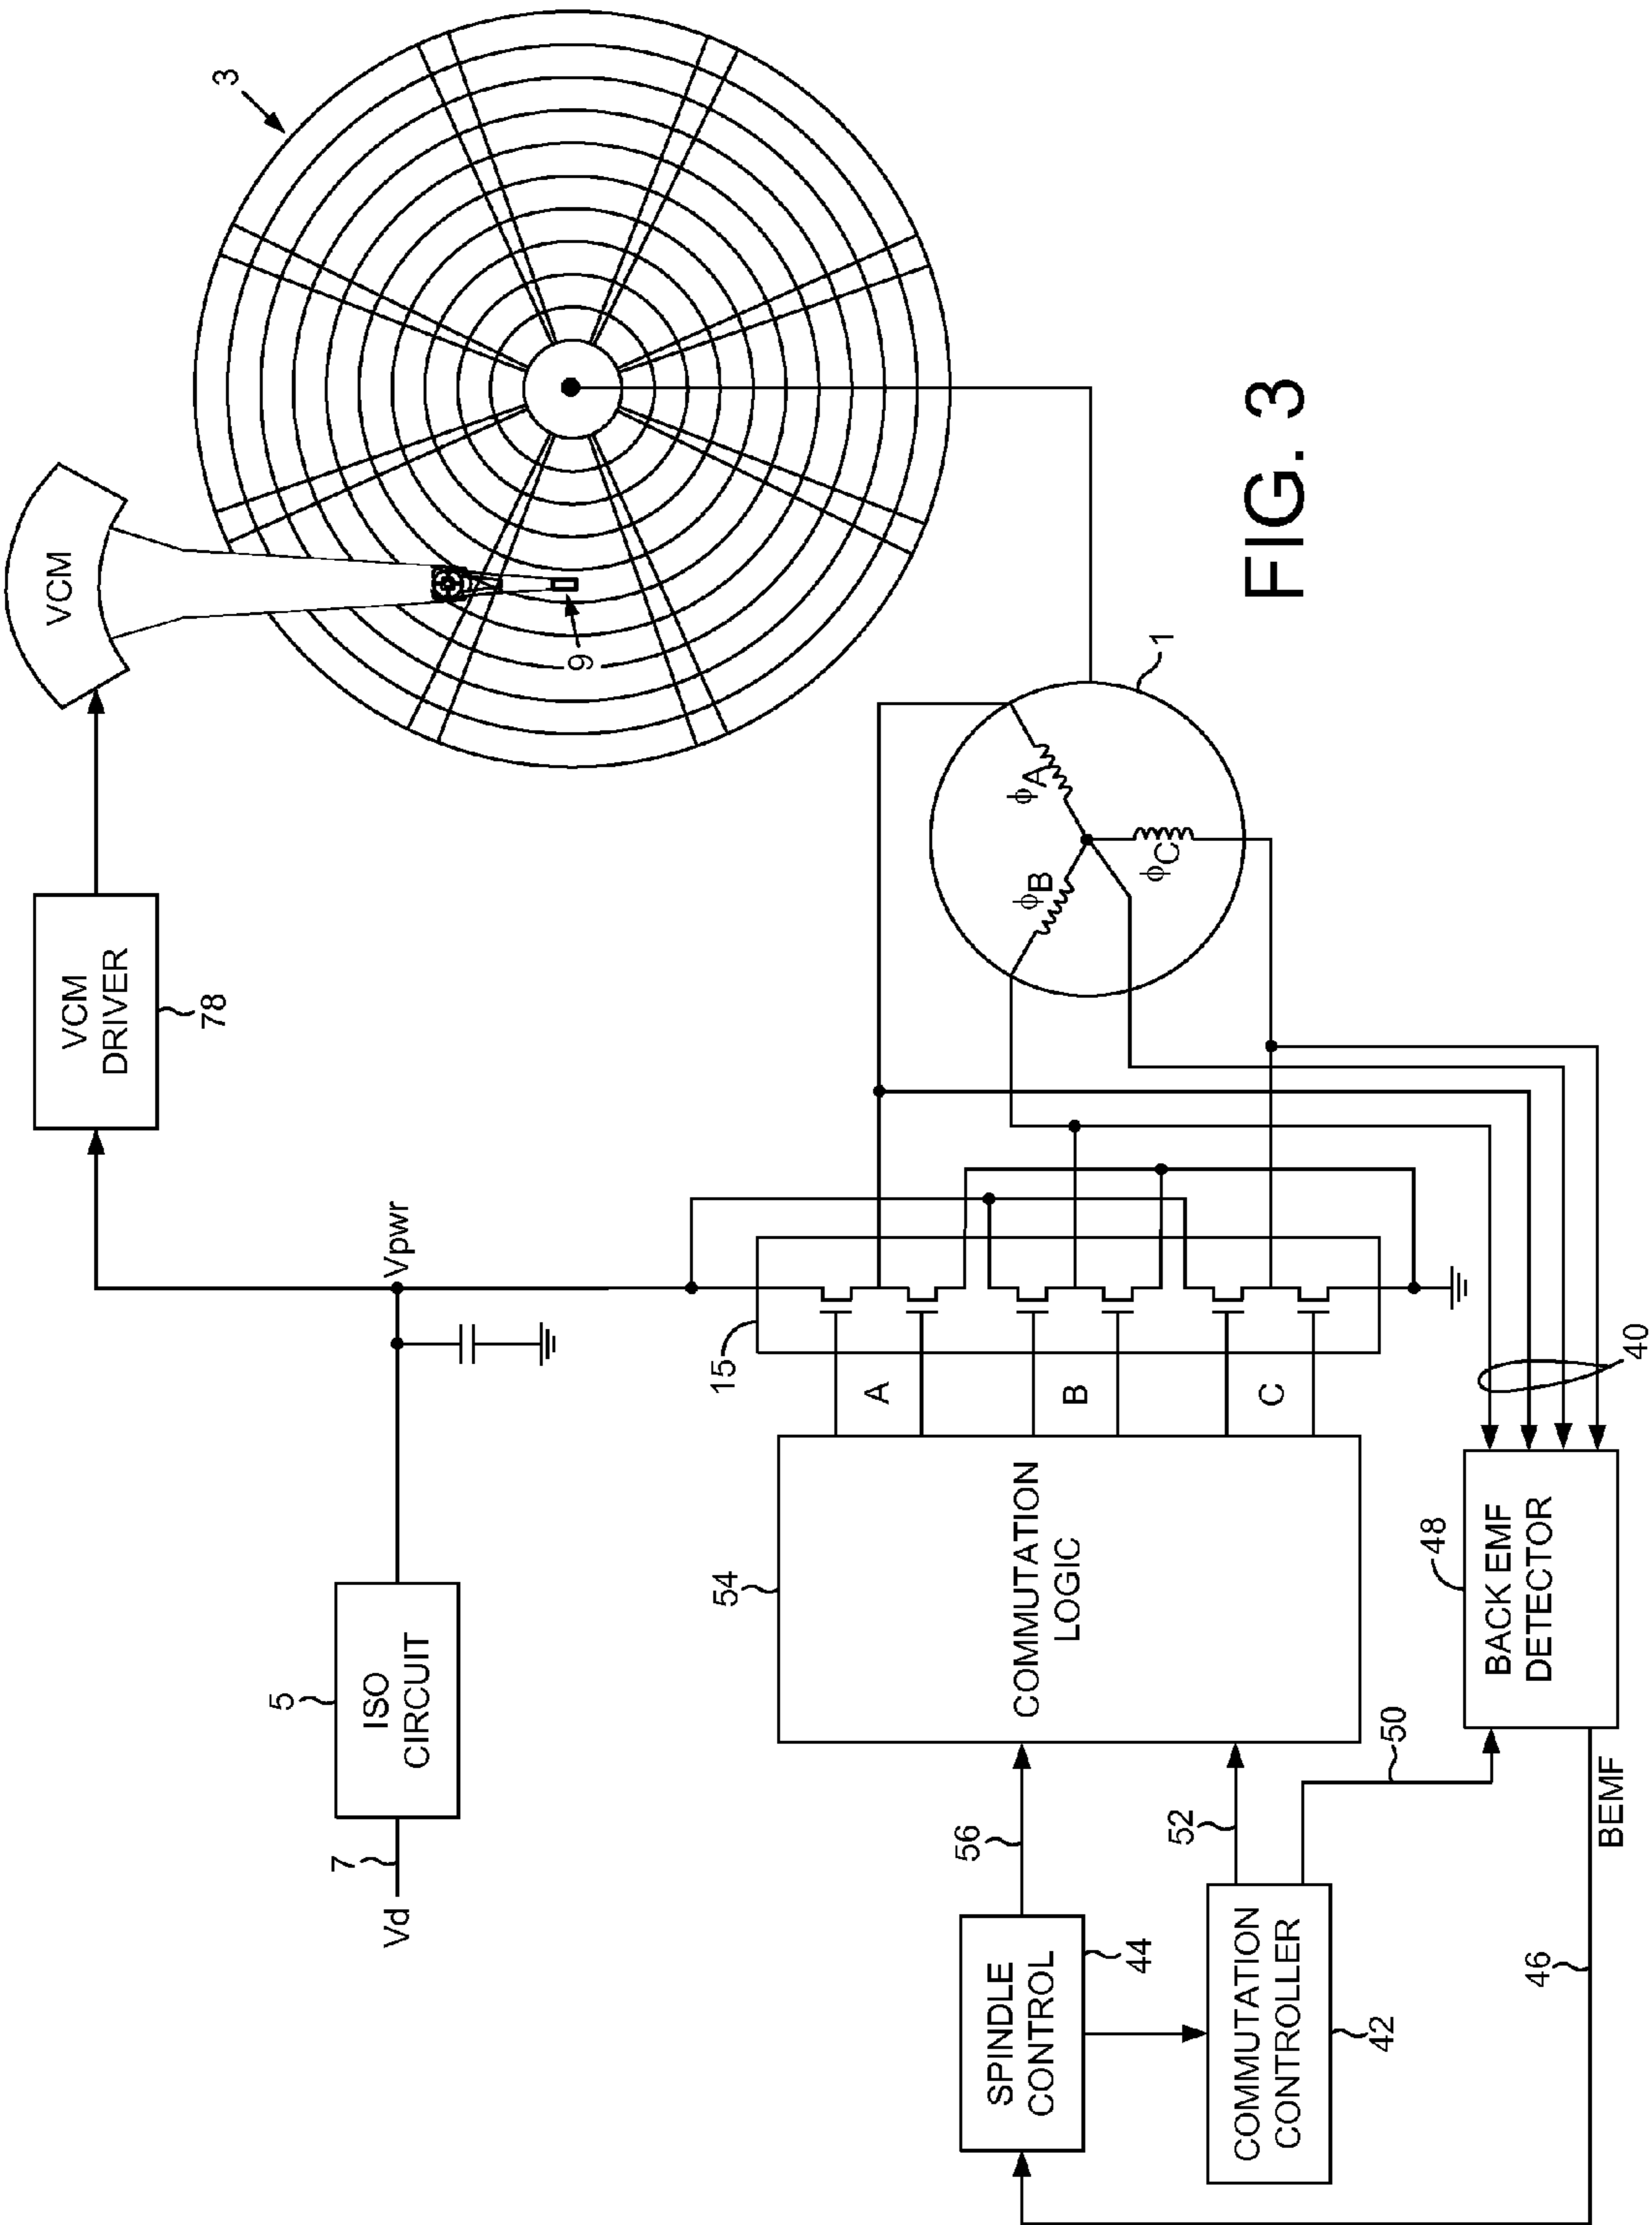 Vd
7
5
ISO
CIRCUIT
Vpwr
VCM
DRIVER
78
VCM
3
9
SPINDLE
CONTROL
44
56
COMMUTATION
CONTROLLER
42
52
50
54
COMMUTATION
LOGIC
A
B
C
15
ϕA
ϕB
ϕC
1
BACK EMF
DETECTOR
48
40
46
BEMF
FIG. 3